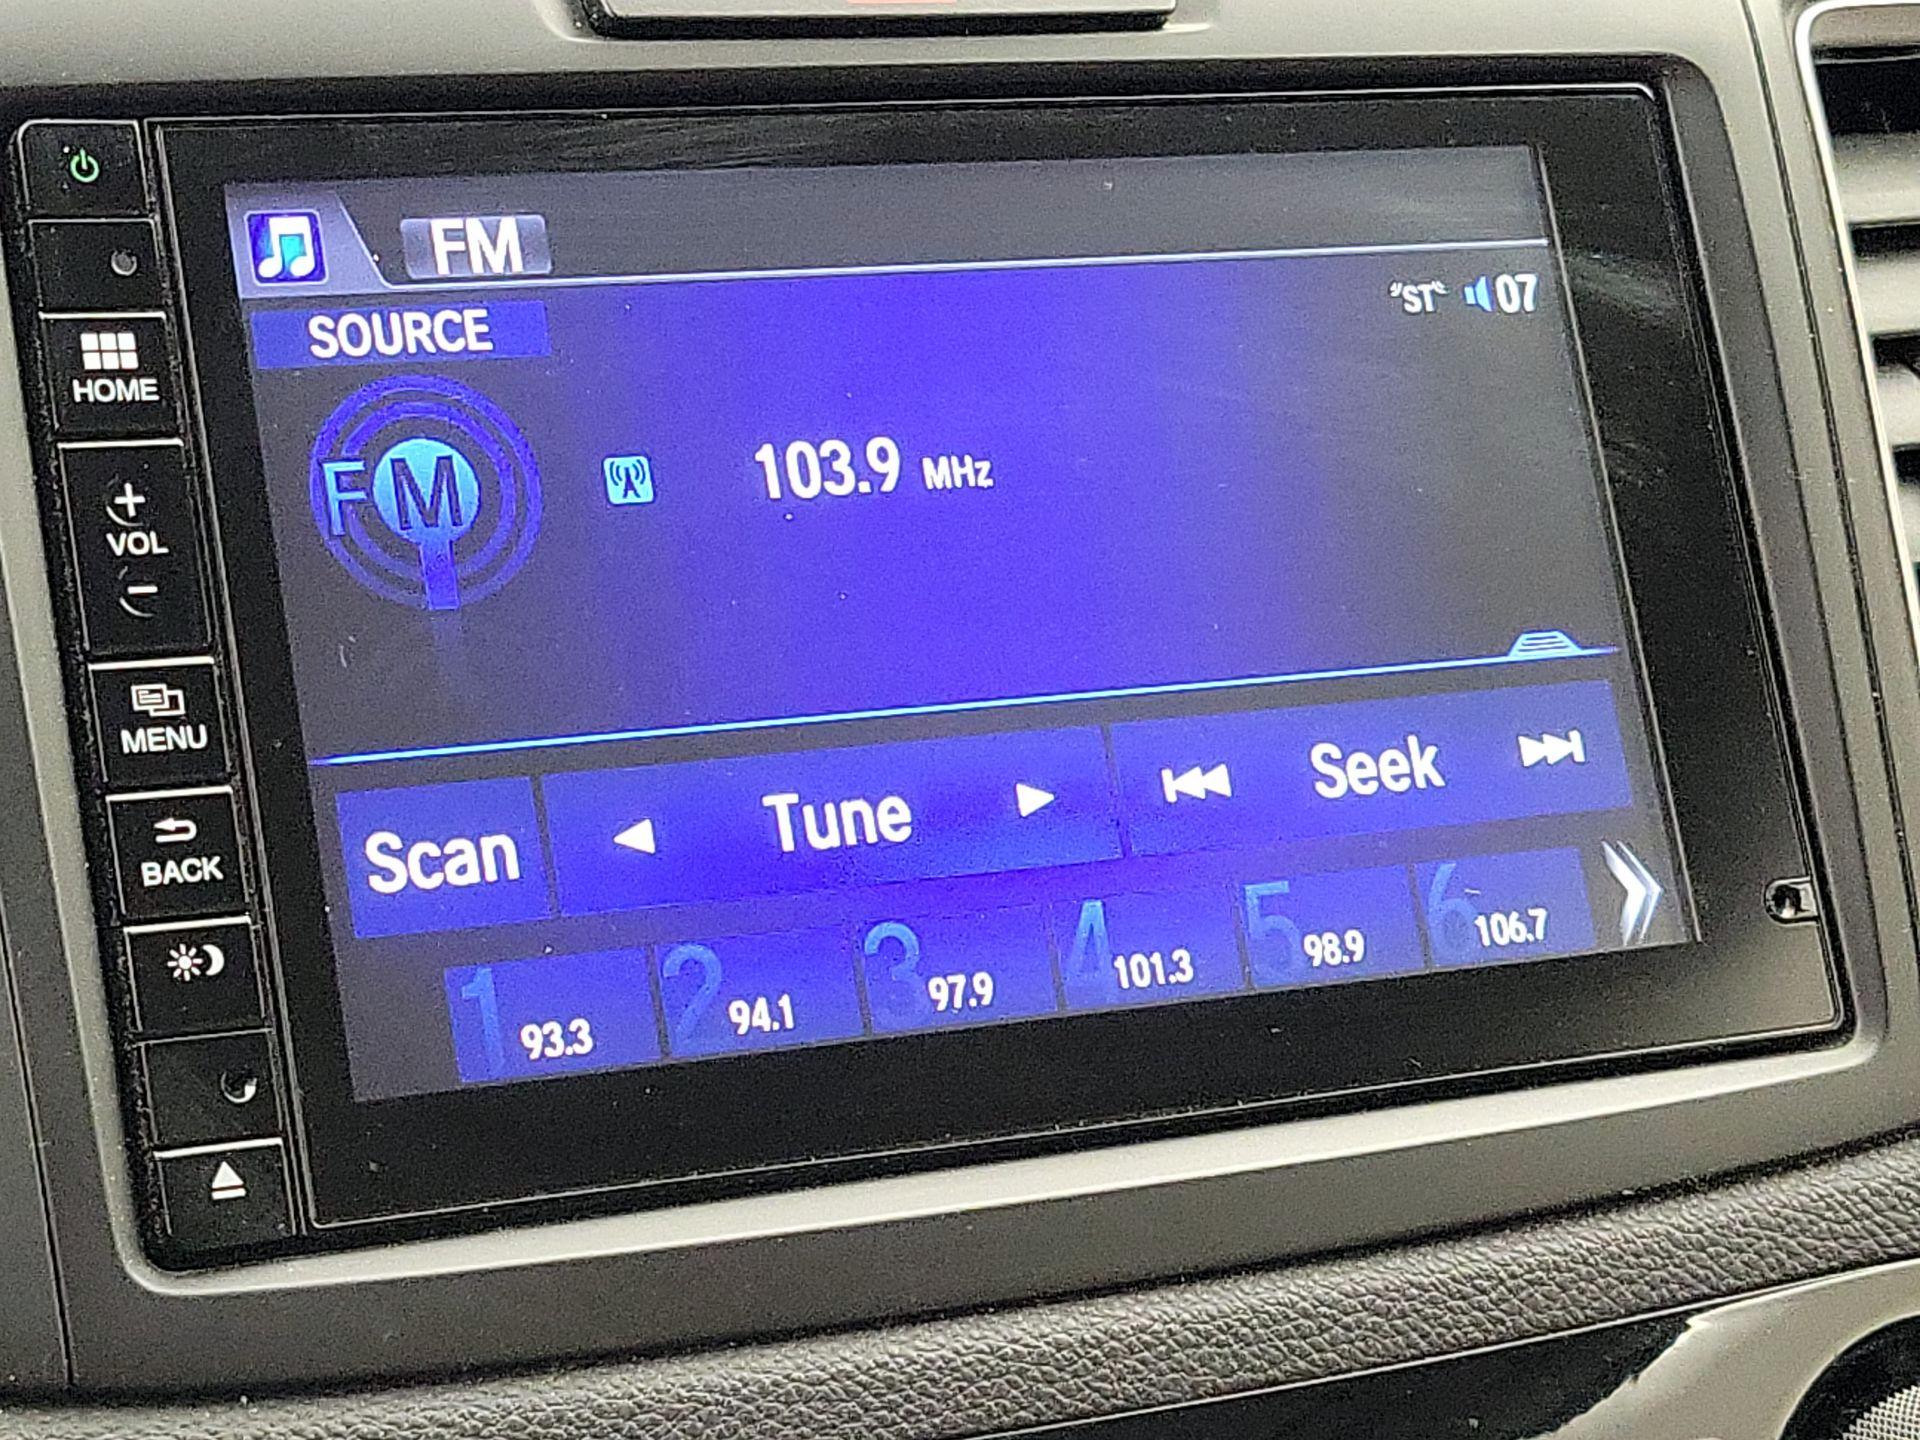 FM
SOURCE
ST 07
HOME
FM
103.9 MHz
+
VOL
-
MENU
Scan
Tune
Seek
BACK
1 93.3
2 94.1
3 97.9
4 101.3
5 98.9
6 106.7